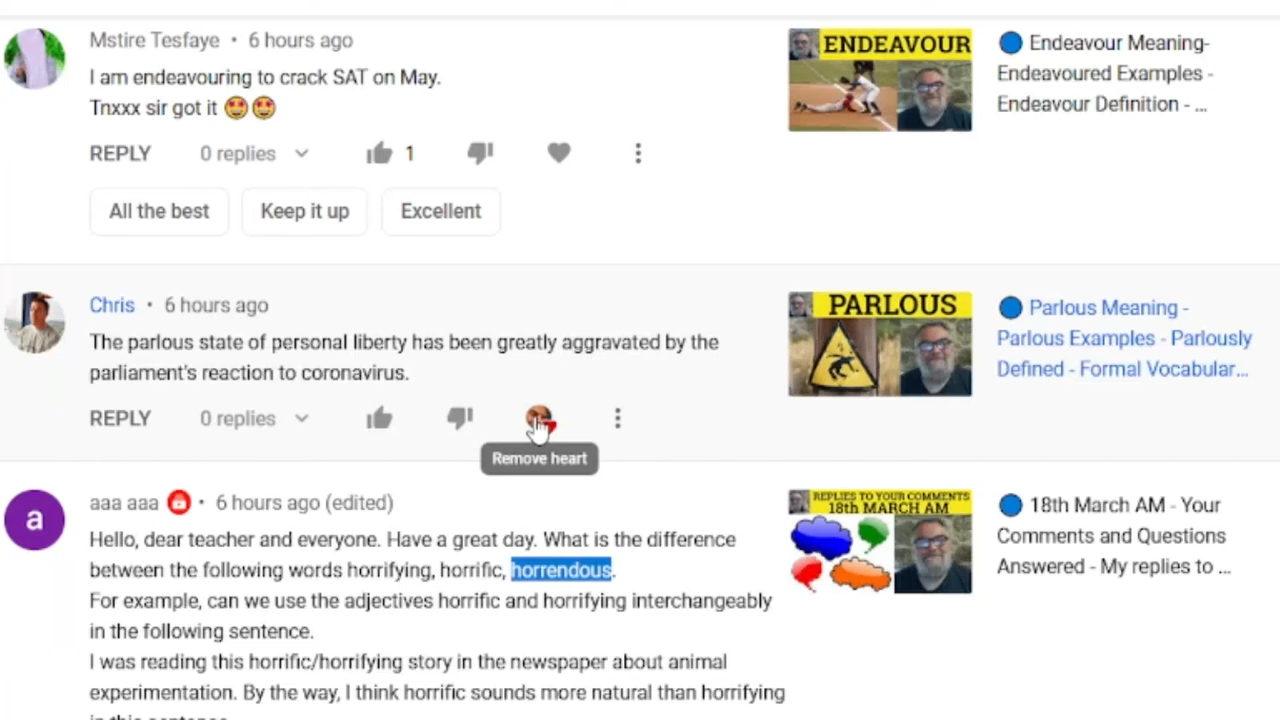 Mstire Tesfaye • 6 hours ago
I am endeavouring to crack SAT on May.
Tnxxx sir got it 🤩🤩
REPLY 0 replies 1
All the best Keep it up Excellent
ENDEAVOUR
🔵 Endeavour Meaning-
Endeavoured Examples -
Endeavour Definition - ...
Chris • 6 hours ago
The parlous state of personal liberty has been greatly aggravated by the
parliament's reaction to coronavirus.
REPLY 0 replies
Remove heart
PARLOUS
🔵 Parlous Meaning -
Parlous Examples - Parlously
Defined - Formal Vocabular...
a
aaa aaa • 6 hours ago (edited)
Hello, dear teacher and everyone. Have a great day. What is the difference
between the following words horrifying, horrific, horrendous.
For example, can we use the adjectives horrific and horrifying interchangeably
in the following sentence.
I was reading this horrific/horrifying story in the newspaper about animal
experimentation. By the way, I think horrific sounds more natural than horrifying
in this sentence.
REPLIES TO YOUR COMMENTS
18th MARCH AM
🔵 18th March AM - Your
Comments and Questions
Answered - My replies to ...